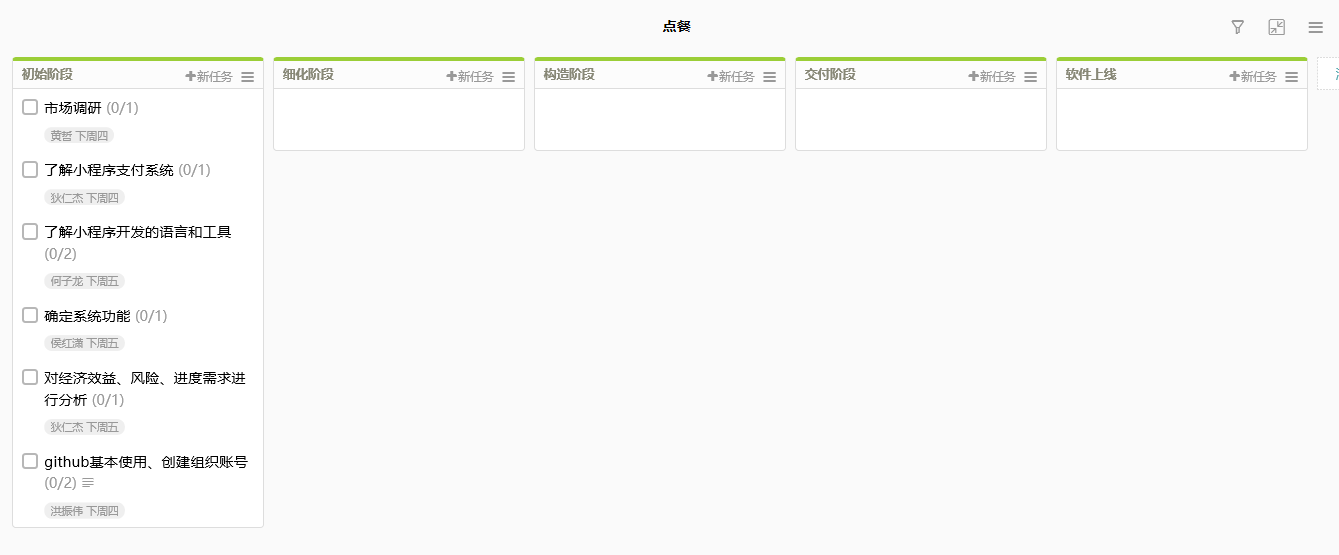 点餐
初始阶段
新任务
市场调研 (0/1)
黄哲 下周四
了解小程序支付系统 (0/1)
狄仁杰 下周四
了解小程序开发的语言和工具
(0/2)
何子龙 下周五
确定系统功能 (0/1)
侯红潇 下周五
对经济效益、风险、进度需求进
行分析 (0/1)
狄仁杰 下周五
github基本使用、创建组织账号
(0/2)
洪振伟 下周四
细化阶段
新任务
构造阶段
新任务
交付阶段
新任务
软件上线
新任务